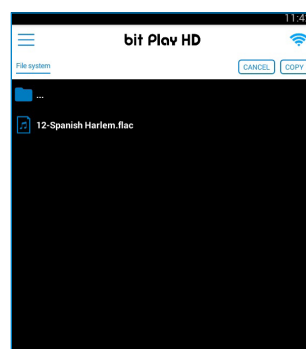 11:4
bit Play HD
File system
CANCEL COPY
...
12-Spanish Harlem.flac